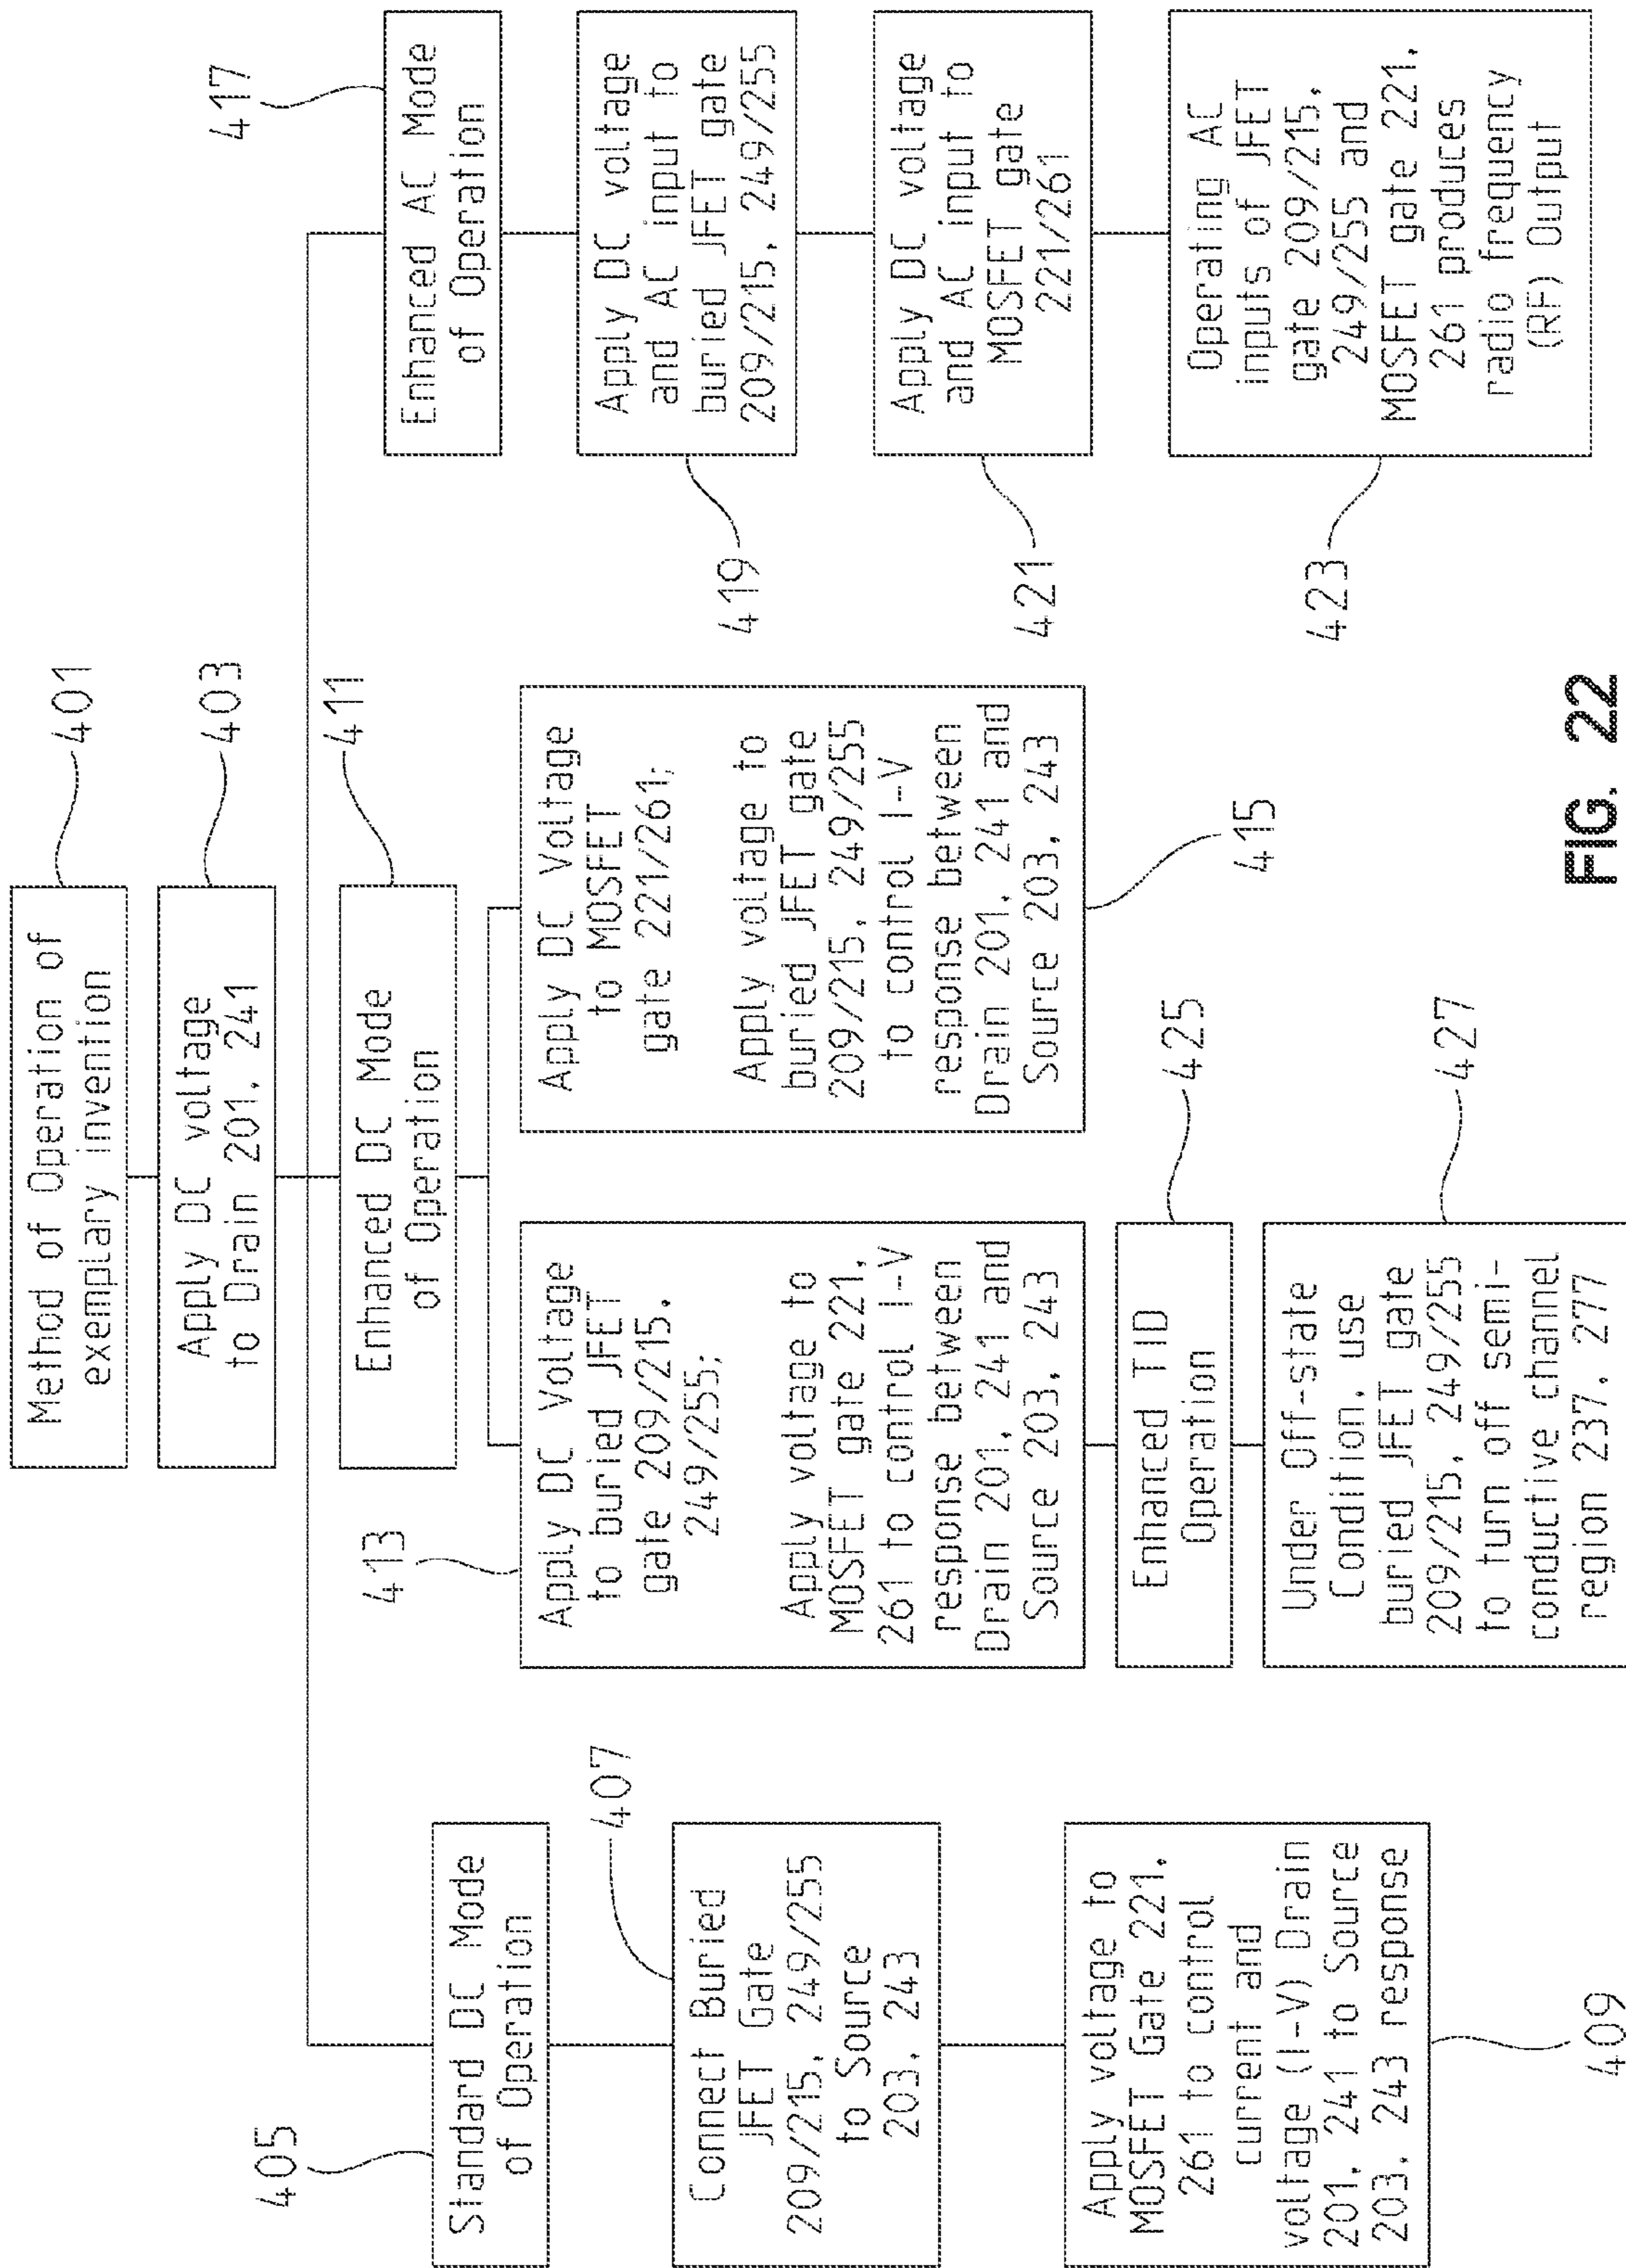 Method of Operation of
exemplary invention
401
Apply DC voltage
to Drain 201, 241
403
Standard DC Mode
of Operation
405
Connect Buried
JFET Gate
209/215, 249/255
to Source
203, 243
407
Apply voltage to
MOSFET Gate 221,
261 to control
current and
voltage (I-V) Drain
201, 241 to Source
203, 243 response
409
Enhanced DC Mode
of Operation
411
Apply DC Voltage
to buried JFET
gate 209/215,
249/255;
Apply voltage to
MOSFET gate 221,
261 to control I-V
response between
Drain 201, 241 and
Source 203, 243
413
Enhanced TID
Operation
425
Under Off-state
Condition, use
buried JFET gate
209/215, 249/255
to turn off semi-
conductive channel
region 237, 277
427
Apply DC Voltage
to MOSFET
gate 221/261;
Apply voltage to
buried JFET gate
209/215, 249/255
to control I-V
response between
Drain 201, 241 and
Source 203, 243
415
Enhanced AC Mode
of Operation
417
Apply DC voltage
and AC input to
buried JFET gate
209/215, 249/255
419
Apply DC voltage
and AC input to
MOSFET gate
221/261
421
Operating AC
inputs of JFET
gate 209/215,
249/255 and
MOSFET gate 221,
261 produces
radio frequency
(RF) Output
423
FIG. 22